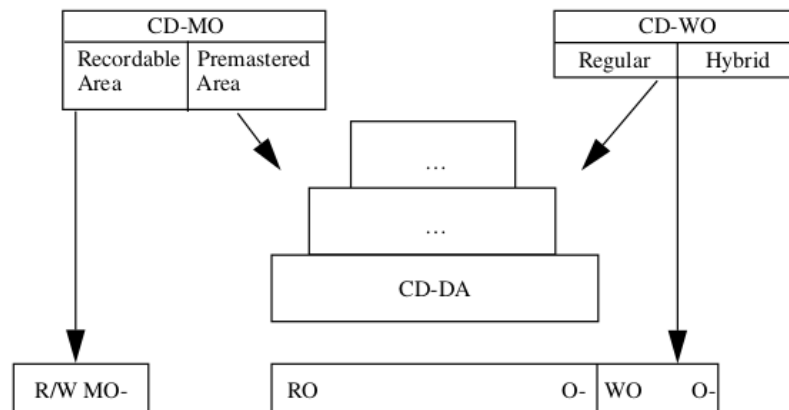 CD-MO
Recordable Area
Premastered Area
CD-WO
Regular
Hybrid
...
...
CD-DA
R/W MO-
RO
O-
WO
O-